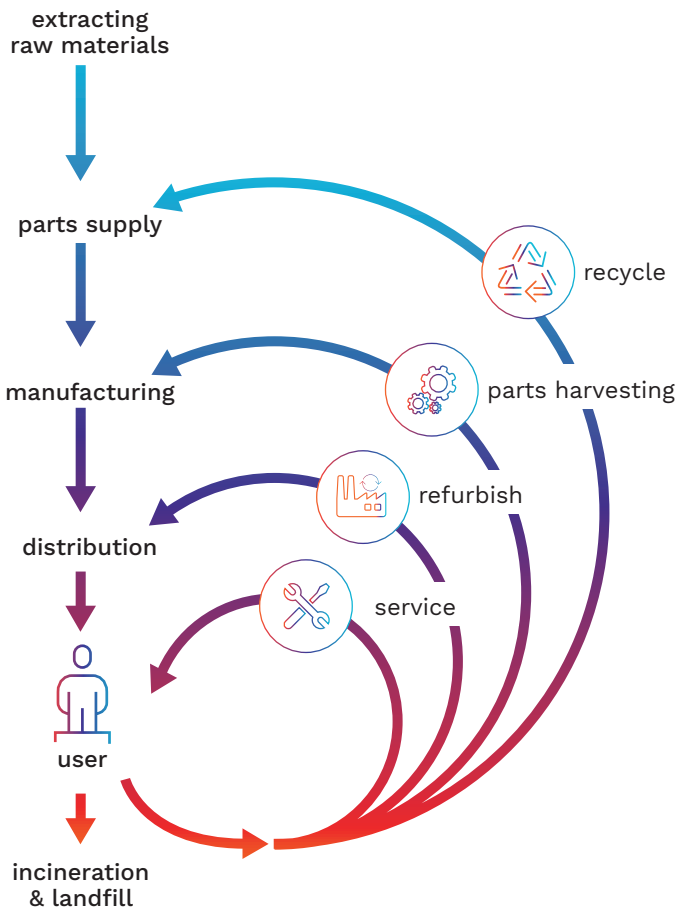 extracting
raw materials
parts supply
recycle
manufacturing
parts harvesting
refurbish
distribution
service
user
incineration
& landfill